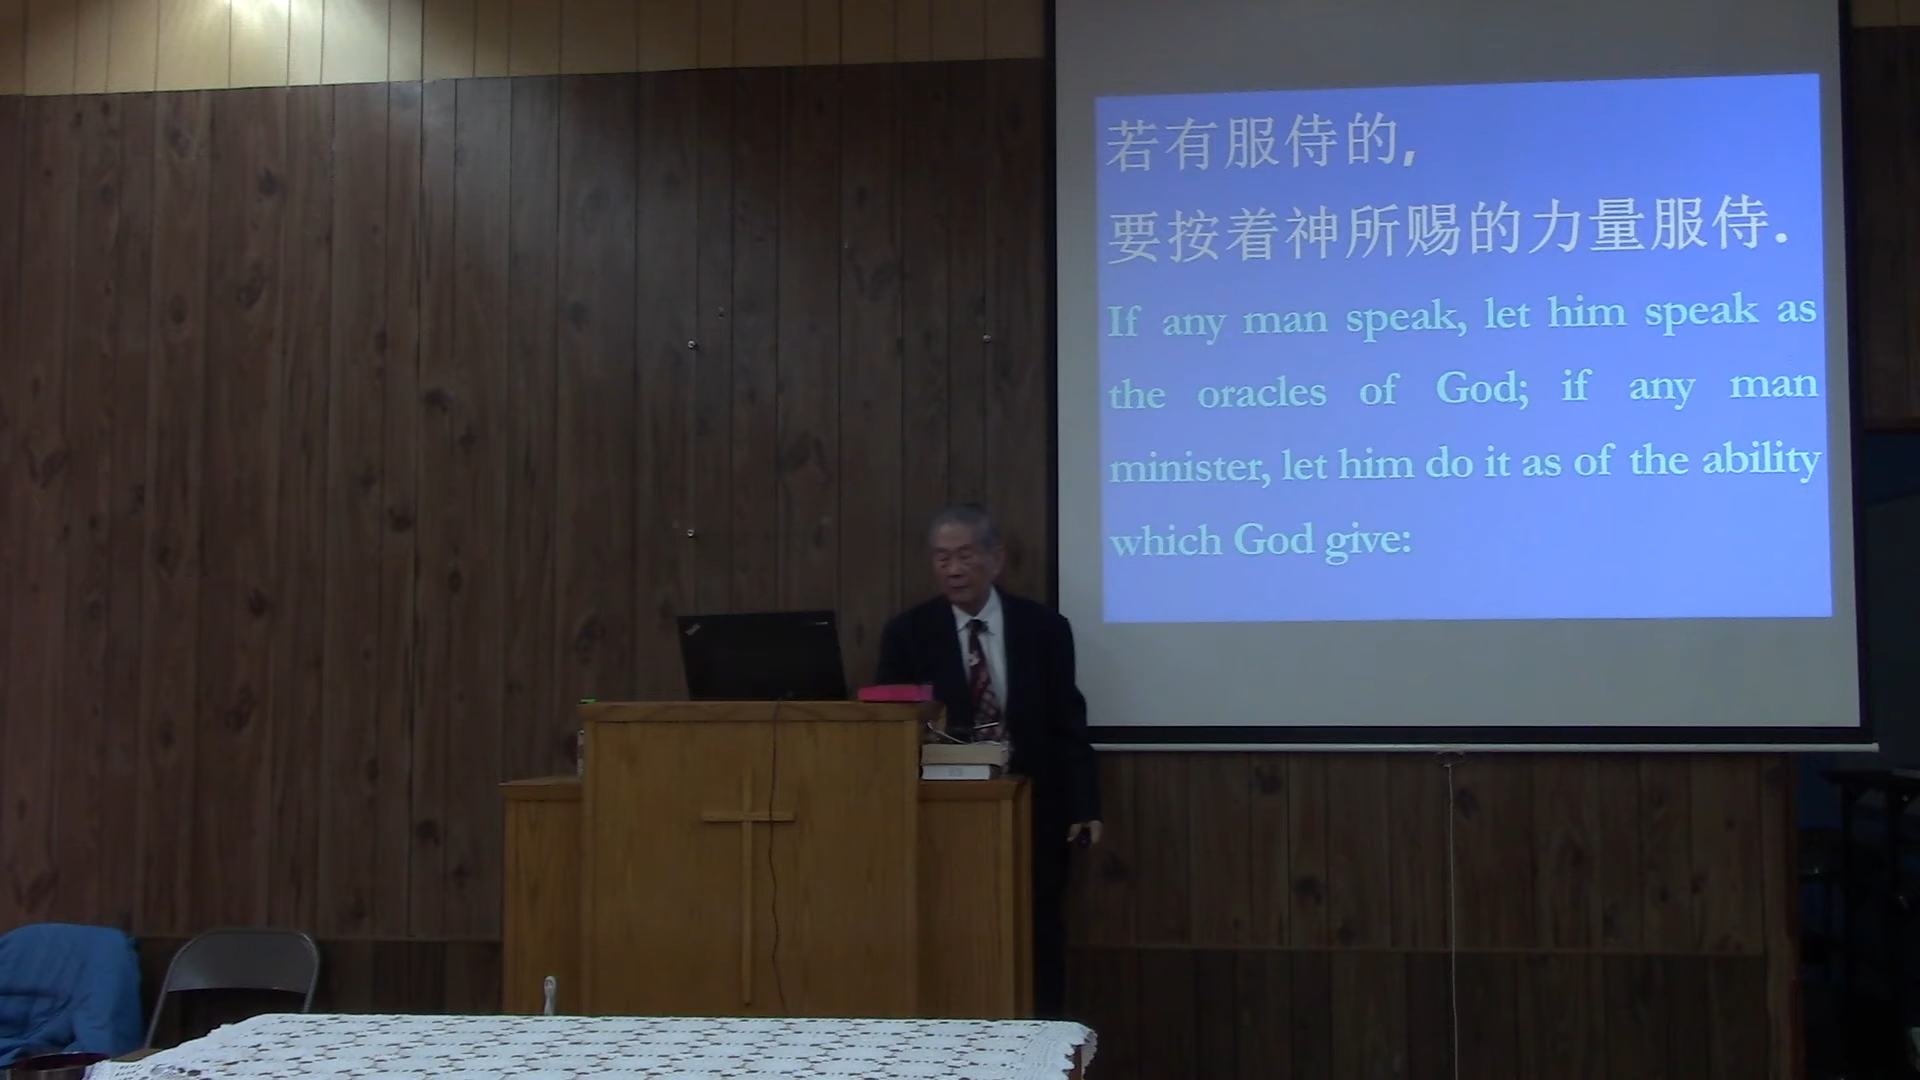 若有服侍的,
要按着神所赐的力量服侍.
If any man speak, let him speak as
the oracles of God; if any man
minister, let him do it as of the ability
which God give: